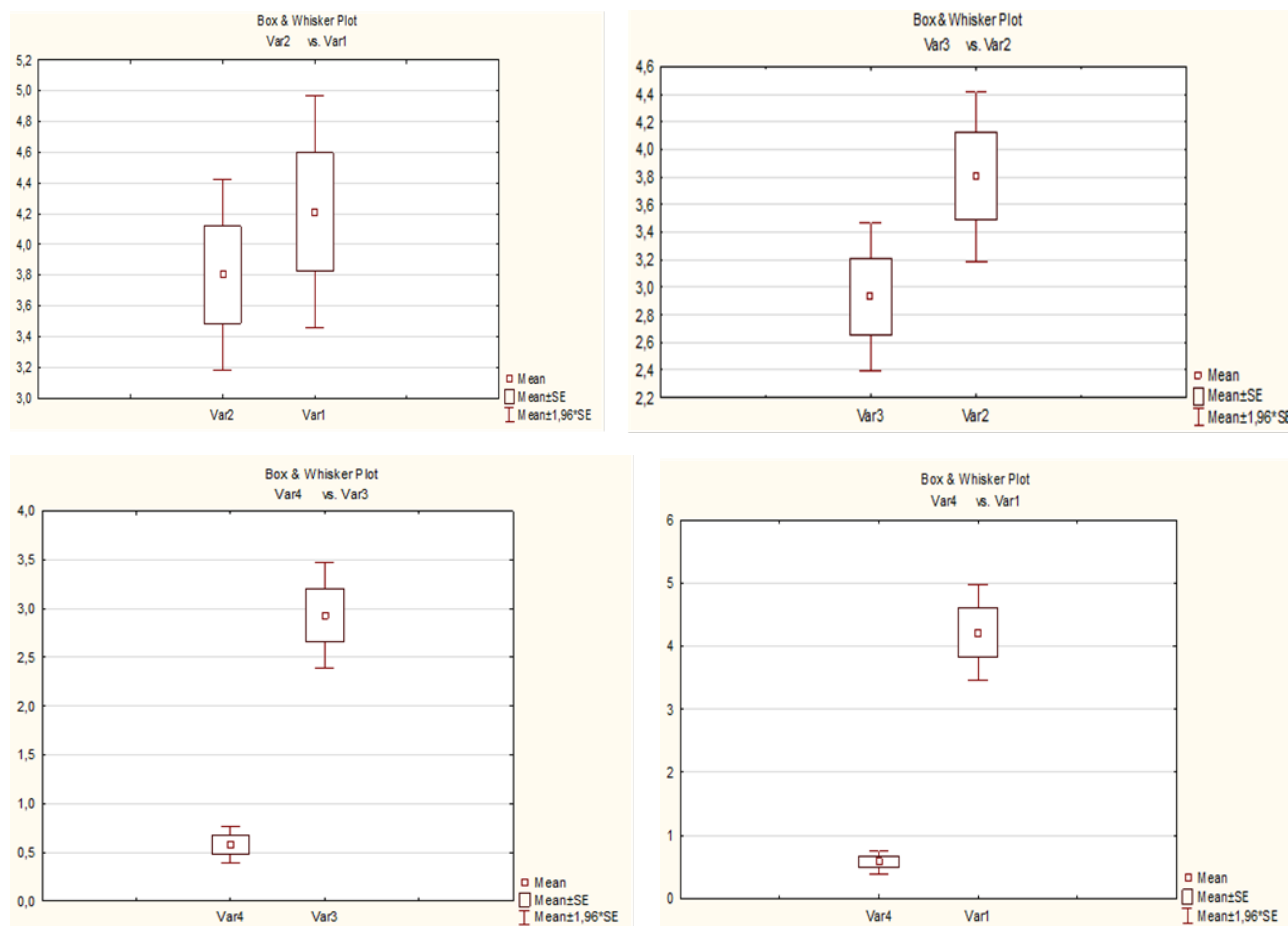 Box & Whisker Plot
Var2 vs. Var1
5,2
5,0
4,8
4,6
4,4
4,2
4,0
3,8
3,6
3,4
3,2
3,0
Var2 Var1
Mean
Mean±SE
Mean±1,96*SE
Box & Whisker Plot
Var3 vs. Var2
4,6
4,4
4,2
4,0
3,8
3,6
3,4
3,2
3,0
2,8
2,6
2,4
2,2
Var3 Var2
Mean
Mean±SE
Mean±1,96*SE
Box & Whisker Plot
Var4 vs. Var3
4,0
3,5
3,0
2,5
2,0
1,5
1,0
0,5
0,0
Var4 Var3
Mean
Mean±SE
Mean±1,96*SE
Box & Whisker Plot
Var4 vs. Var1
6
5
4
3
2
1
0
Var4 Var1
Mean
Mean±SE
Mean±1,96*SE